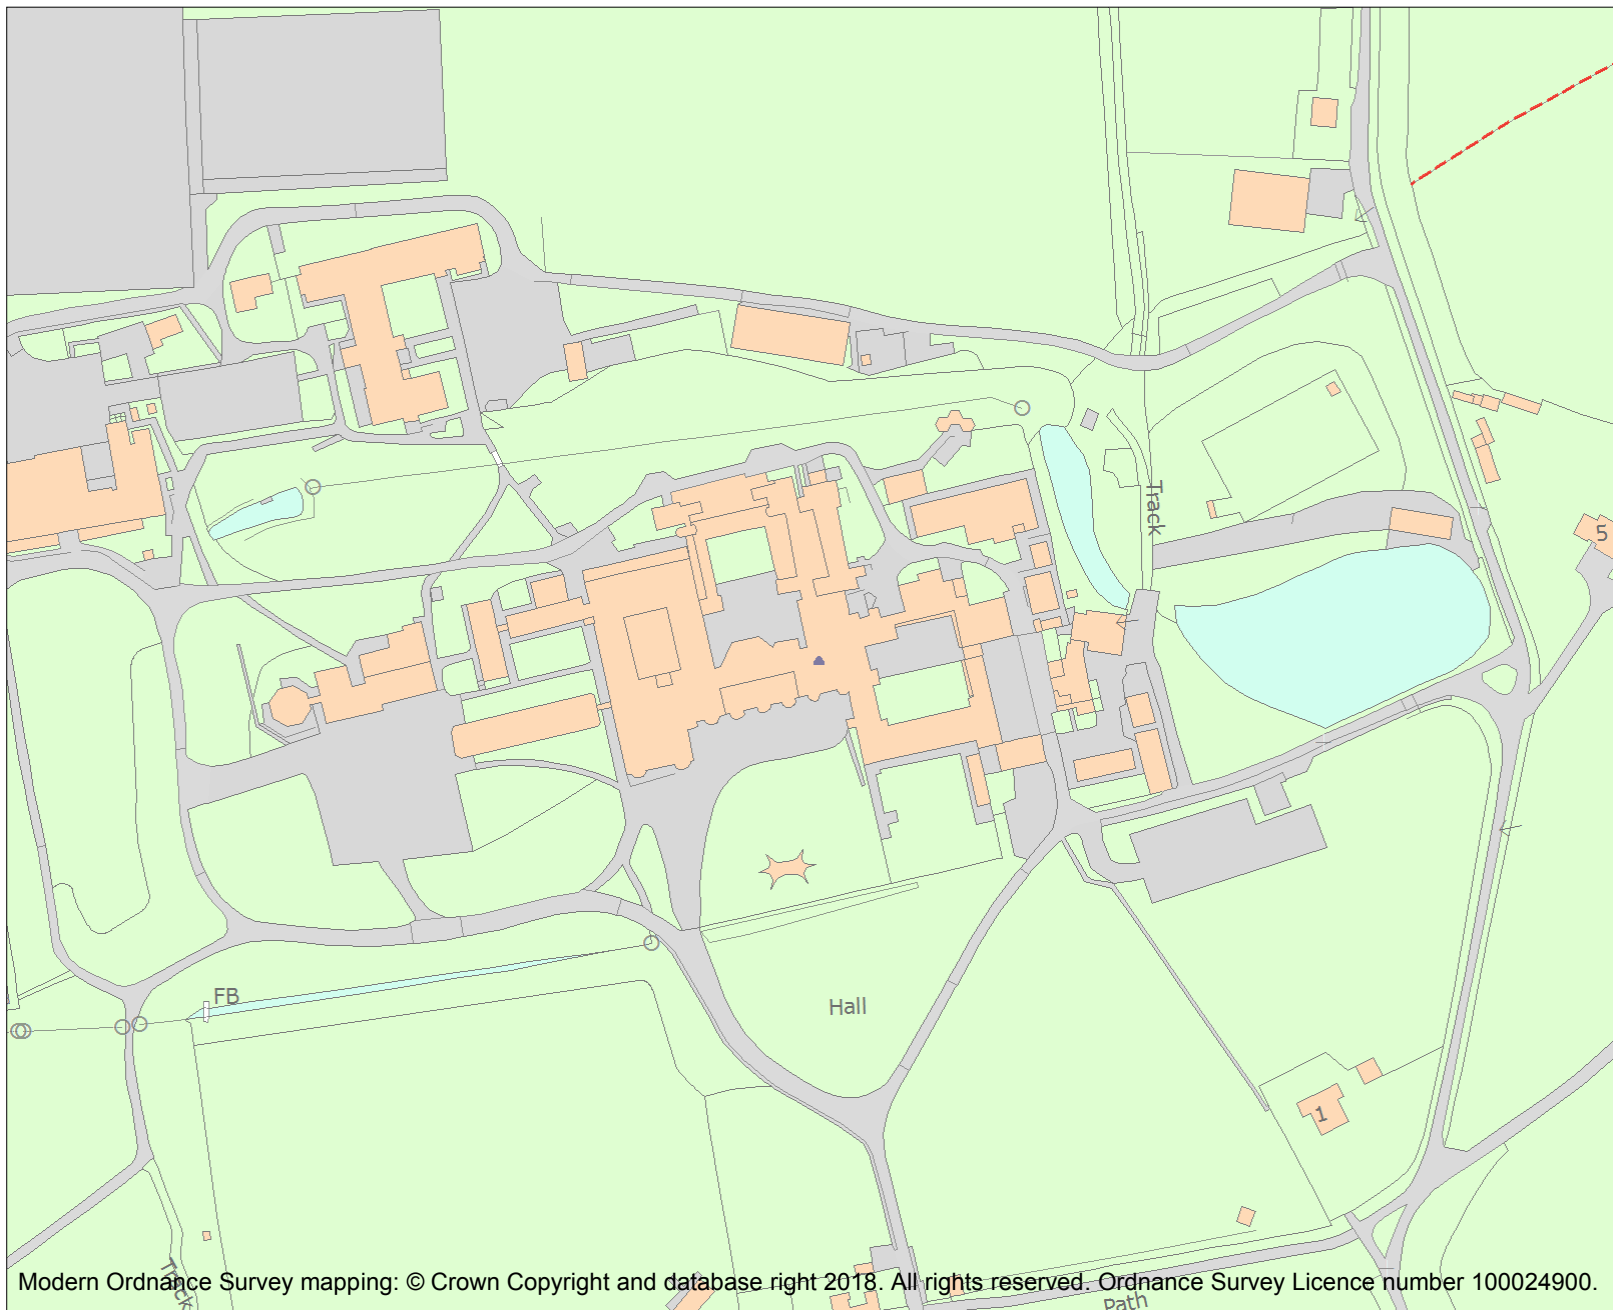 Track
5
FB
Hall
1
Track
Path
Modern Ordnance Survey mapping: © Crown Copyright and database right 2018. All rights reserved. Ordnance Survey Licence number 100024900.